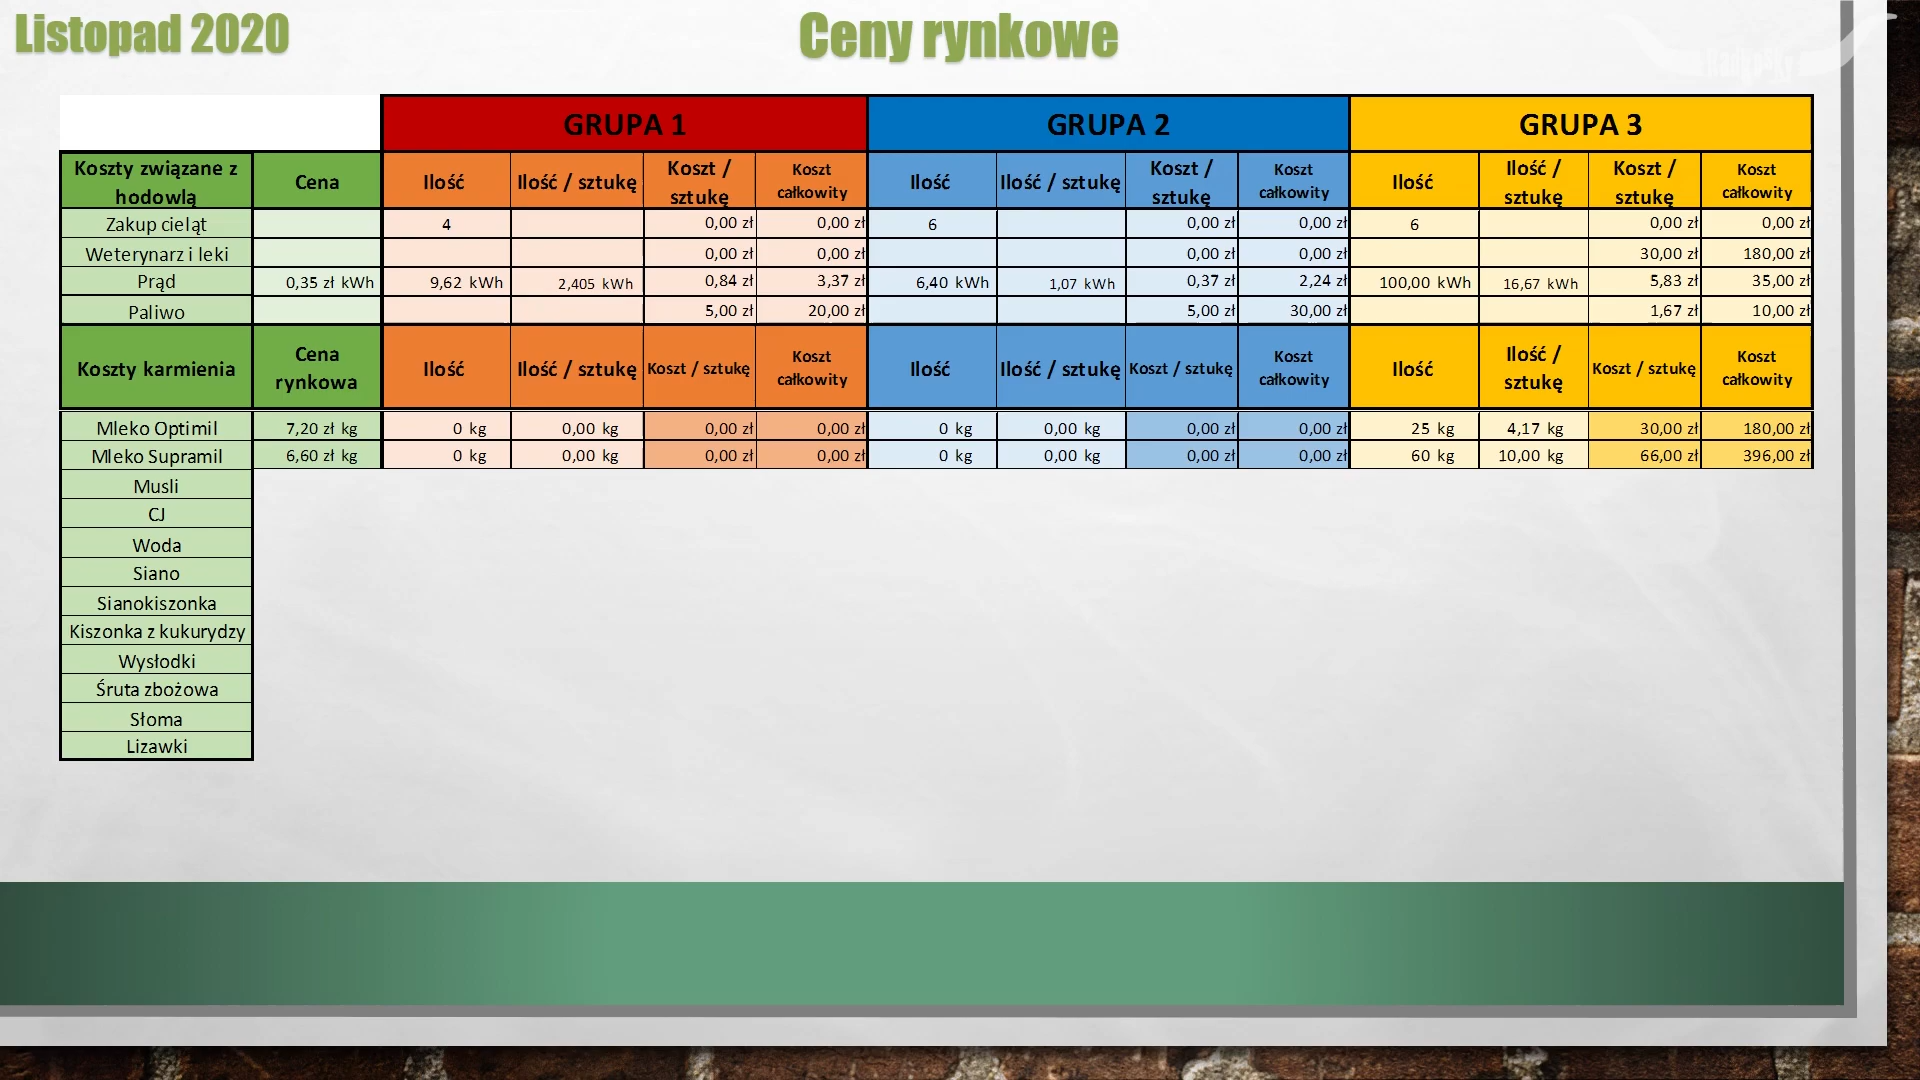 Listopad 2020
Ceny rynkowe
GRUPA 1 GRUPA 2 GRUPA 3
Koszty związane z hodowlą Cena Ilość Ilość / sztukę Koszt / sztukę Koszt całkowity Ilość Ilość / sztukę Koszt / sztukę Koszt całkowity Ilość Ilość / sztukę Koszt / sztukę Koszt całkowity
Zakup cieląt 4 0,00 zł 0,00 zł 6 0,00 zł 0,00 zł 6 0,00 zł 0,00 zł
Weterynarz i leki 0,00 zł 0,00 zł 0,00 zł 0,00 zł 30,00 zł 180,00 zł
Prąd 0,35 zł kWh 9,62 kWh 2,405 kWh 0,84 zł 3,37 zł 6,40 kWh 1,07 kWh 0,37 zł 2,24 zł 100,00 kWh 16,67 kWh 5,83 zł 35,00 zł
Paliwo 5,00 zł 20,00 zł 5,00 zł 30,00 zł 1,67 zł 10,00 zł
Koszty karmienia Cena rynkowa Ilość Ilość / sztukę Koszt / sztukę Koszt całkowity Ilość Ilość / sztukę Koszt / sztukę Koszt całkowity Ilość Ilość / sztukę Koszt / sztukę Koszt całkowity
Mleko Optimil 7,20 zł kg 0 kg 0,00 kg 0,00 zł 0,00 zł 0 kg 0,00 kg 0,00 zł 0,00 zł 25 kg 4,17 kg 30,00 zł 180,00 zł
Mleko Supramil 6,60 zł kg 0 kg 0,00 kg 0,00 zł 0,00 zł 0 kg 0,00 kg 0,00 zł 0,00 zł 60 kg 10,00 kg 66,00 zł 396,00 zł
Musli
CJ
Woda
Siano
Sianokiszonka
Kiszonka z kukurydzy
Wysłodki
Śruta zbożowa
Słoma
Lizawki